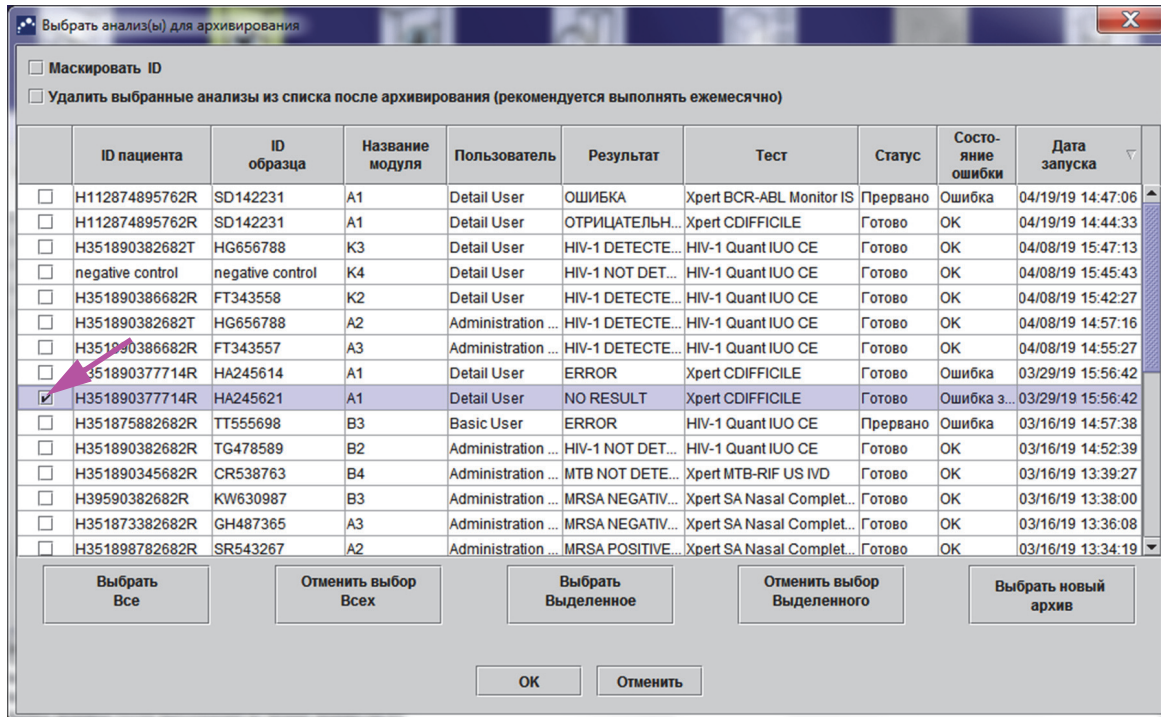 Выбрать анализ(ы) для архивирования
Маскировать ID
Удалить выбранные анализы из списка после архивирования (рекомендуется выполнять ежемесячно)
ID пациента ID образца Название модуля Пользователь Результат Тест Статус Состо-яние ошибки Дата запуска
H112874895762R SD142231 A1 Detail User ОШИБКА Xpert BCR-ABL Monitor IS Прервано Ошибка 04/19/19 14:47:06
H112874895762R SD142231 A1 Detail User ОТРИЦАТЕЛЬН... Xpert CDIFFICILE Готово OK 04/19/19 14:44:33
H351890382682T HG656788 K3 Detail User HIV-1 DETECTE... HIV-1 Quant IUO CE Готово OK 04/08/19 15:47:13
negative control negative control K4 Detail User HIV-1 NOT DET... HIV-1 Quant IUO CE Готово OK 04/08/19 15:45:43
H351890386682R FT343558 K2 Detail User HIV-1 DETECTE... HIV-1 Quant IUO CE Готово OK 04/08/19 15:42:27
H351890382682T HG656788 A2 Administration ... HIV-1 DETECTE... HIV-1 Quant IUO CE Готово OK 04/08/19 14:57:16
H351890386682R FT343557 A3 Administration ... HIV-1 DETECTE... HIV-1 Quant IUO CE Готово OK 04/08/19 14:55:27
H351890377714R HA245614 A1 Detail User ERROR Xpert CDIFFICILE Готово Ошибка 03/29/19 15:56:42
H351890377714R HA245621 A1 Detail User NO RESULT Xpert CDIFFICILE Готово Ошибка з... 03/29/19 15:56:42
H351875882682R TT555698 B3 Basic User ERROR HIV-1 Quant IUO CE Прервано Ошибка 03/16/19 14:57:38
H351890382682R TG478589 B2 Administration ... HIV-1 NOT DET... HIV-1 Quant IUO CE Готово OK 03/16/19 14:52:39
H351890345682R CR538763 B4 Administration ... MTB NOT DETE... Xpert MTB-RIF US IVD Готово OK 03/16/19 13:39:27
H39590382682R KW630987 B3 Administration ... MRSA NEGATIV... Xpert SA Nasal Complet... Готово OK 03/16/19 13:38:00
H351873382682R GH487365 A3 Administration ... MRSA NEGATIV... Xpert SA Nasal Complet... Готово OK 03/16/19 13:36:08
H351898782682R SR543267 A2 Administration ... MRSA POSITIVE... Xpert SA Nasal Complet... Готово OK 03/16/19 13:34:19
Выбрать Все
Отменить выбор Всех
Выбрать Выделенное
Отменить выбор Выделенного
Выбрать новый архив
OK Отменить